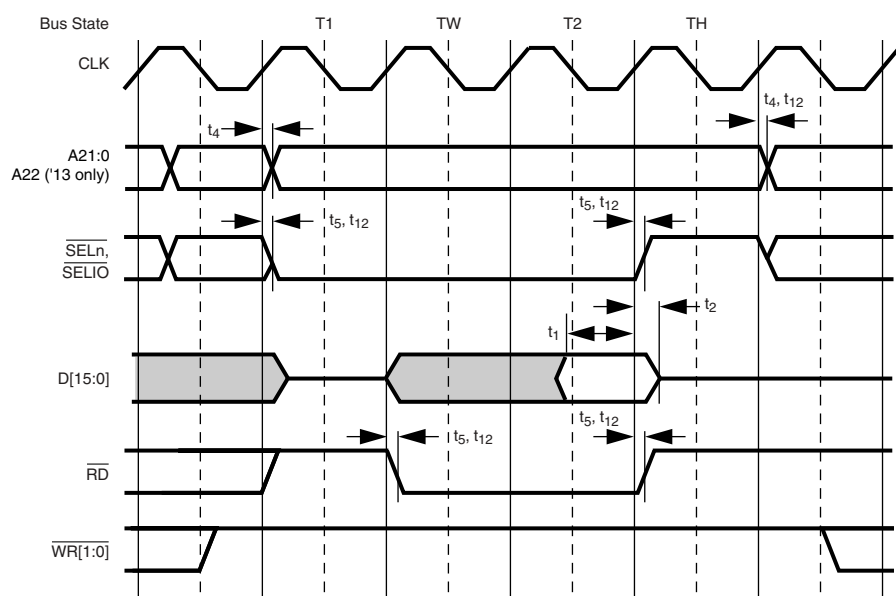 Bus State T1 TW T2 TH
CLK
t4, t12
t4
A21:0
A22 ('13 only)
t5, t12
t5, t12
SELn,
SELIO
t2
t1
D[15:0]
t5, t12
t5, t12
RD
WR[1:0]